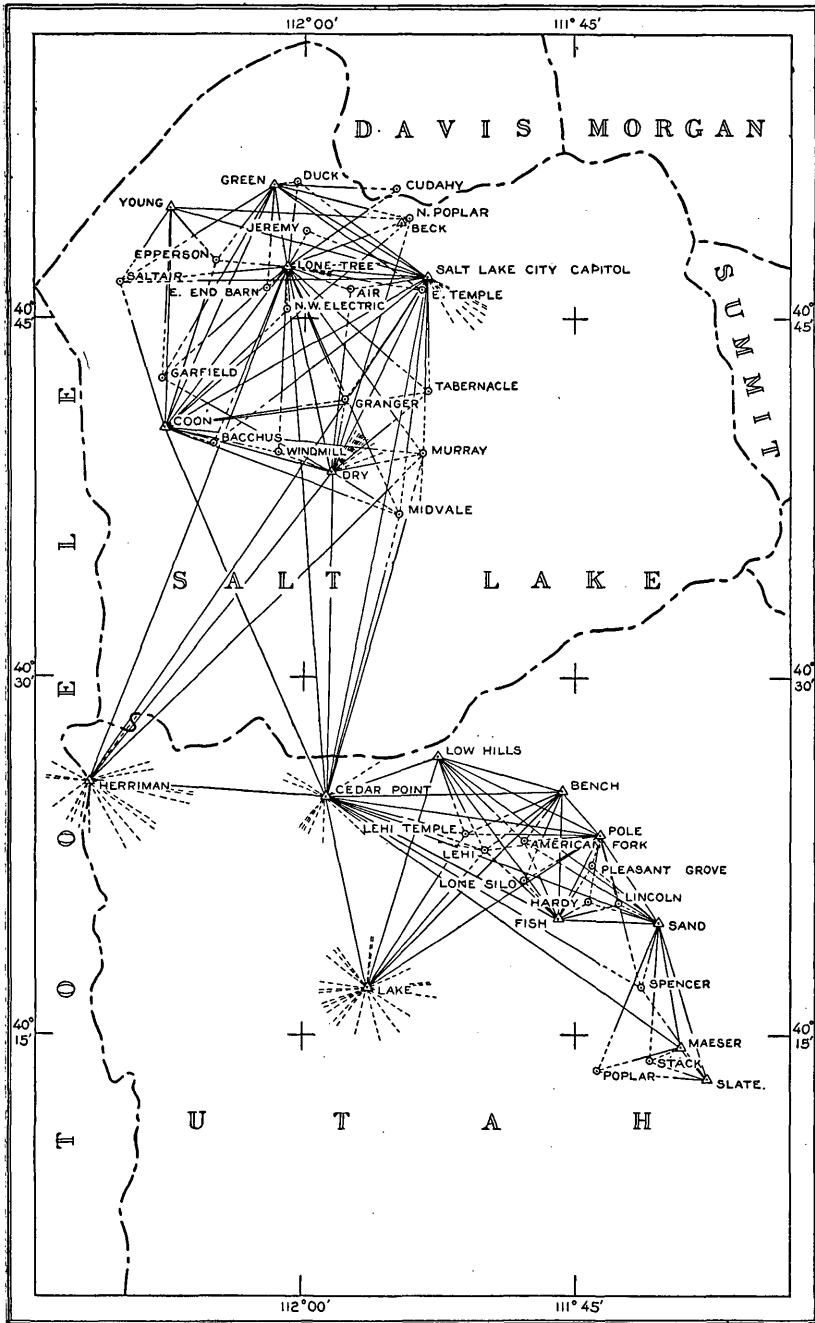 112° 00′ 111° 45′
DAVIS MORGAN
DUCK
GREEN CUDAHY
YOUNG N. POPLAR
JEREMY BECK
EPPERSON LONE TREE SALT LAKE CITY CAPITOL
SALTAIR
E. END BARN FAIR E. TEMPLE
N.W. ELECTRIC
SUMMIT
40° 45′ 40° 45′
GARFIELD TABERNACLE
GRANGER
COON
BACCHUS WINDMILL MURRAY
DRY
MIDVALE
SALT LAKE
40° 30′ 40° 30′
TOOELE
LOW HILLS
HERRIMAN CEDAR POINT BENCH
LEHI TEMPLE POLE
AMERICAN FORK
LEHI
PLEASANT GROVE
LONE SILO
HARDY LINCOLN
FISH SAND
LAKE SPENCER
40° 15′ 40° 15′
MAESER
STACK
POPLAR SLATE.
UTAH
112° 00′ 111° 45′